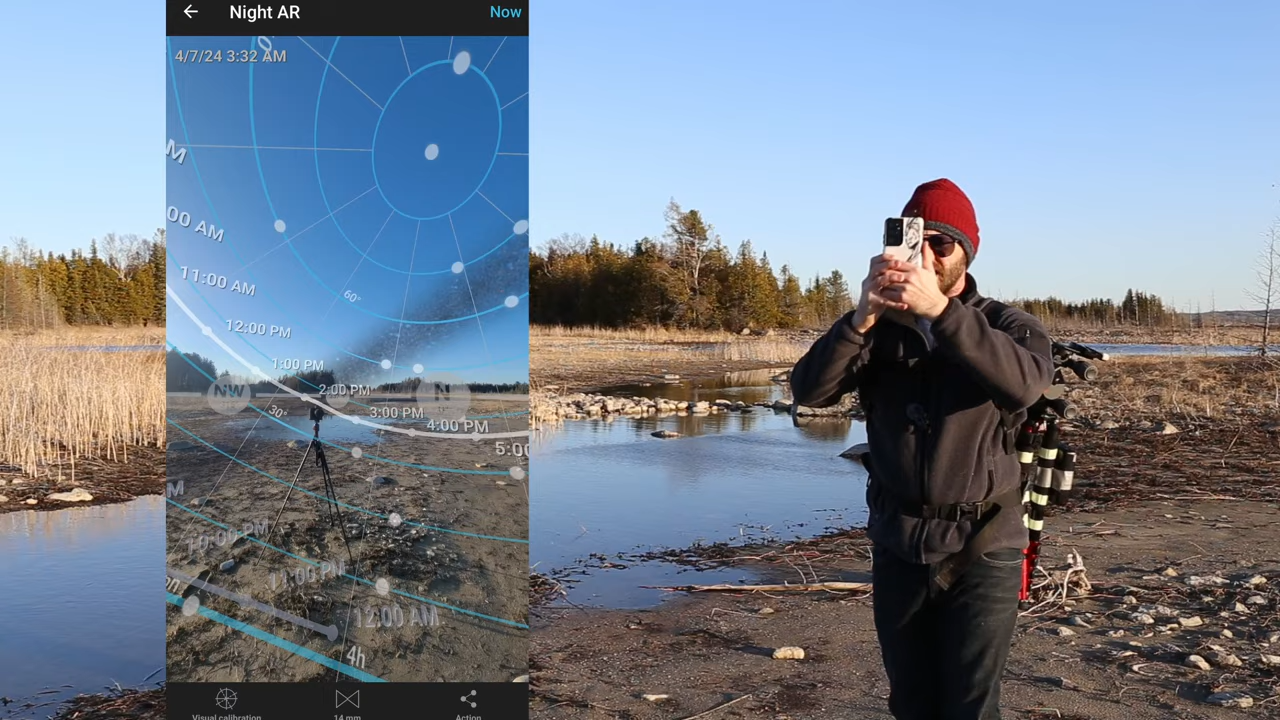 Night AR
Now
4/7/24 3:32 AM
M
00 AM
11:00 AM
60°
12:00 PM
1:00 PM
2:00 PM
NW
N
30°
3:00 PM
4:00 PM
5:00
M
10:00 PM
11:00 PM
12:00 AM
4h
Visual calibration
14 mm
Action